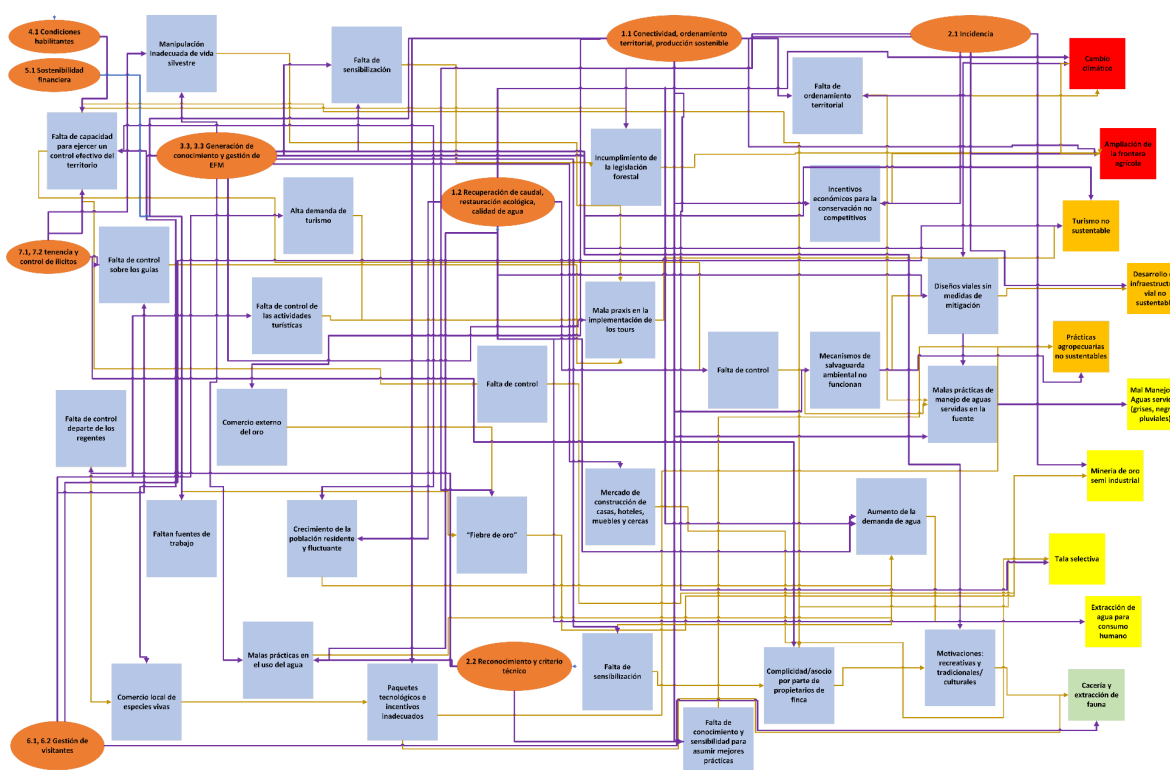 4.1 Condiciones
habilitantes
5.1 Sostenibilidad
financiera
Manipulación
inadecuada de vida
silvestre
Falta de
sensibilización
1.1 Conectividad, ordenamiento
territorial, producción sostenible
2.1 Incidencia
Cambio
climático
Falta de
ordenamiento
territorial
Falta de capacidad
para ejercer un
control efectivo del
territorio
3.3, 3.3 Generación de
conocimiento y gestión de
EFM
Incumplimiento de
la legislación
forestal
Ampliación de
la frontera
agrícola
1.2 Recuperación de caudal,
restauración ecológica,
calidad de agua
Incentivos
económicos para la
conservación no
competitivos
Alta demanda de
turismo
Turismo no
sustentable
7.1, 7.2 tenencia y
control de ilícitos
Falta de control
sobre los guías
Diseños viales sin
medidas de
mitigación
Desarrollo
infraestructu
vial no
sustentabl
Falta de control de
las actividades
turísticas
Mala praxis en la
implementación de
los tours
Prácticas
agropecuarias
no sustentables
Falta de control
Falta de control
Mecanismos de
salvaguarda
ambiental no
funcionan
Malas prácticas de
manejo de aguas
servidas en la
fuente
Mal Manejo
Aguas servid
(grises, negr
pluviales)
Falta de control
departe de los
regentes
Comercio externo
del oro
Minería de oro
semi industrial
Mercado de
construcción de
casas, hoteles,
muebles y cercas
Aumento de la
demanda de agua
Faltan fuentes de
trabajo
Crecimiento de la
población residente
y fluctuante
"Fiebre de oro"
Tala selectiva
Extracción de
agua para
consumo
humano
Malas prácticas en
el uso del agua
2.2 Reconocimiento y criterio
técnico
Falta de
sensibilización
Complicidad/asocio
por parte de
propietarios de
finca
Motivaciones:
recreativas y
tradicionales/
culturales
Comercio local de
especies vivas
Paquetes
tecnológicos e
incentivos
inadecuados
Cacería y
extracción de
fauna
6.1, 6.2 Gestión de
visitantes
Falta de
conocimiento y
sensibilidad para
asumir mejores
prácticas